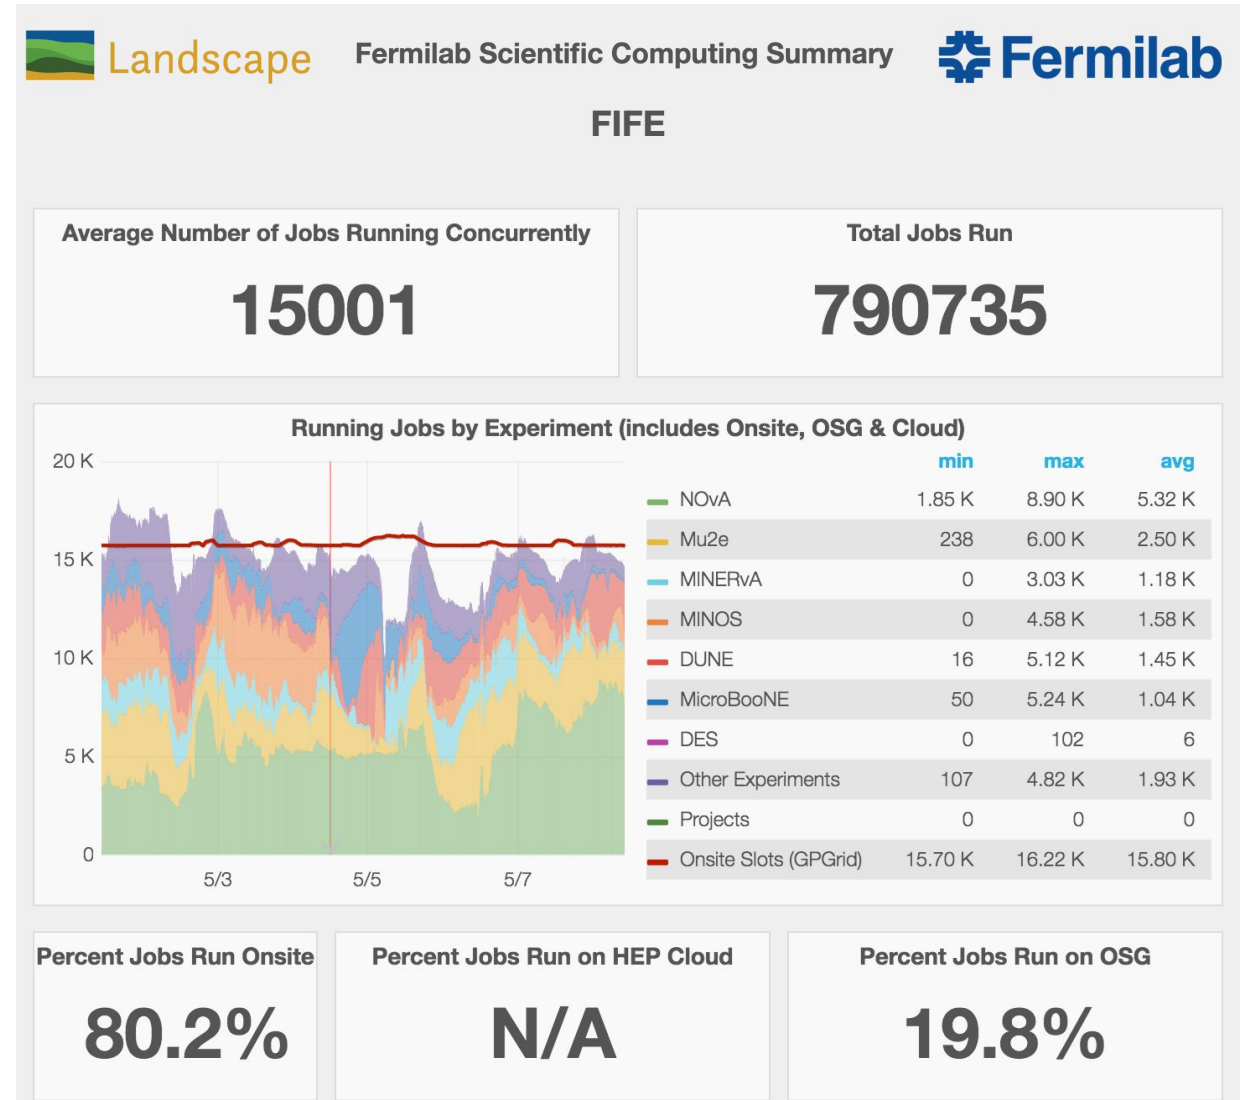 Landscape
Fermilab Scientific Computing Summary
Fermilab
FIFE
Average Number of Jobs Running Concurrently
15001
Total Jobs Run
790735
Running Jobs by Experiment (includes Onsite, OSG & Cloud)
20 K
15 K
10 K
5 K
0
5/3 5/5 5/7
min max avg
NOvA 1.85 K 8.90 K 5.32 K
Mu2e 238 6.00 K 2.50 K
MINERvA 0 3.03 K 1.18 K
MINOS 0 4.58 K 1.58 K
DUNE 16 5.12 K 1.45 K
MicroBooNE 50 5.24 K 1.04 K
DES 0 102 6
Other Experiments 107 4.82 K 1.93 K
Projects 0 0 0
Onsite Slots (GPGrid) 15.70 K 16.22 K 15.80 K
Percent Jobs Run Onsite
80.2%
Percent Jobs Run on HEP Cloud
N/A
Percent Jobs Run on OSG
19.8%